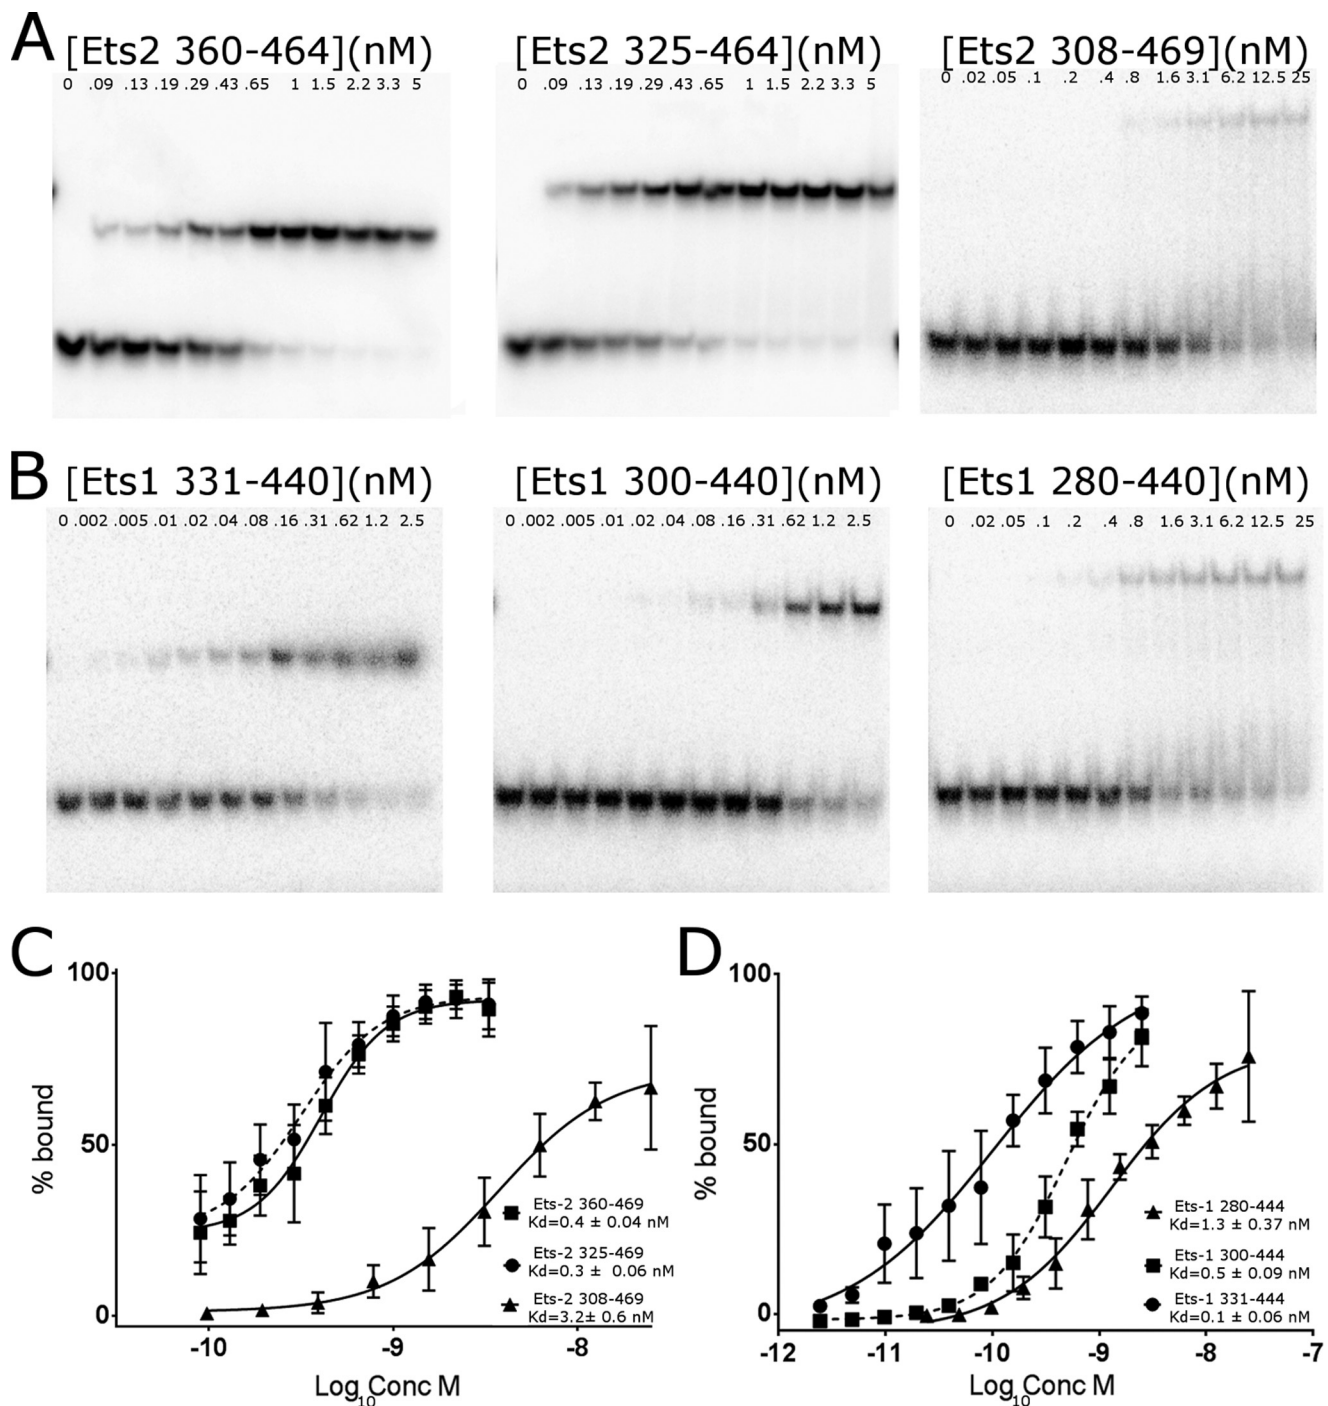 A
[Ets2 360-464](nM)
[Ets2 325-464](nM)
[Ets2 308-469](nM)
0 .09 .13 .19 .29 .43 .65 1 1.5 2.2 3.3 5
0 .09 .13 .19 .29 .43 .65 1 1.5 2.2 3.3 5
0 .02 .05 .1 .2 .4 .8 1.6 3.1 6.2 12.5 25
B
[Ets1 331-440](nM)
[Ets1 300-440](nM)
[Ets1 280-440](nM)
0 .002 .005 .01 .02 .04 .08 .16 .31 .62 1.2 2.5
0 .002 .005 .01 .02 .04 .08 .16 .31 .62 1.2 2.5
0 .02 .05 .1 .2 .4 .8 1.6 3.1 6.2 12.5 25
C
100
50
0
% bound
Ets-2 360-469
Kd=0.4 ± 0.04 nM
Ets-2 325-469
Kd=0.3 ± 0.06 nM
Ets-2 308-469
Kd=3.2± 0.6 nM
-10 -9 -8
Log10Conc M
D
100
50
0
% bound
Ets-1 280-444
Kd=1.3 ± 0.37 nM
Ets-1 300-444
Kd=0.5 ± 0.09 nM
Ets-1 331-444
Kd=0.1 ± 0.06 nM
-12 -11 -10 -9 -8 -7
Log10Conc M